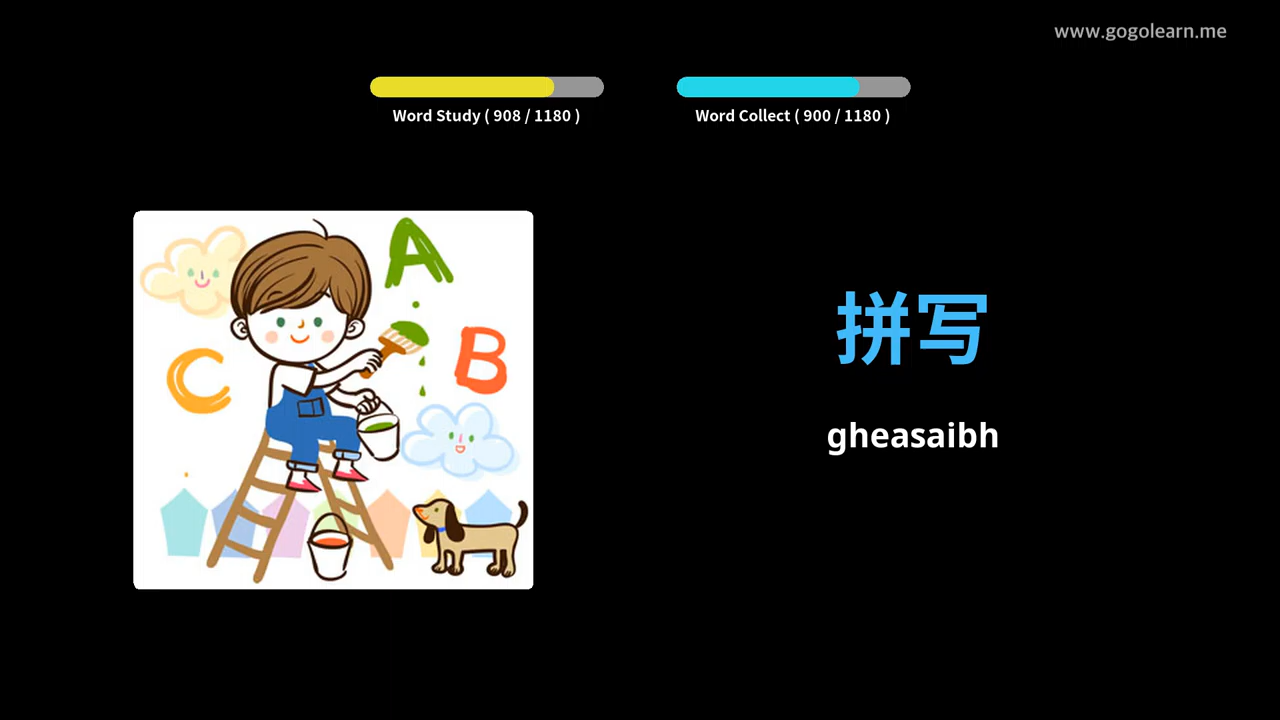 www.gogolearn.me
Word Study ( 908 / 1180 )
Word Collect ( 900 / 1180 )
A
B
C
拼写
gheasaibh